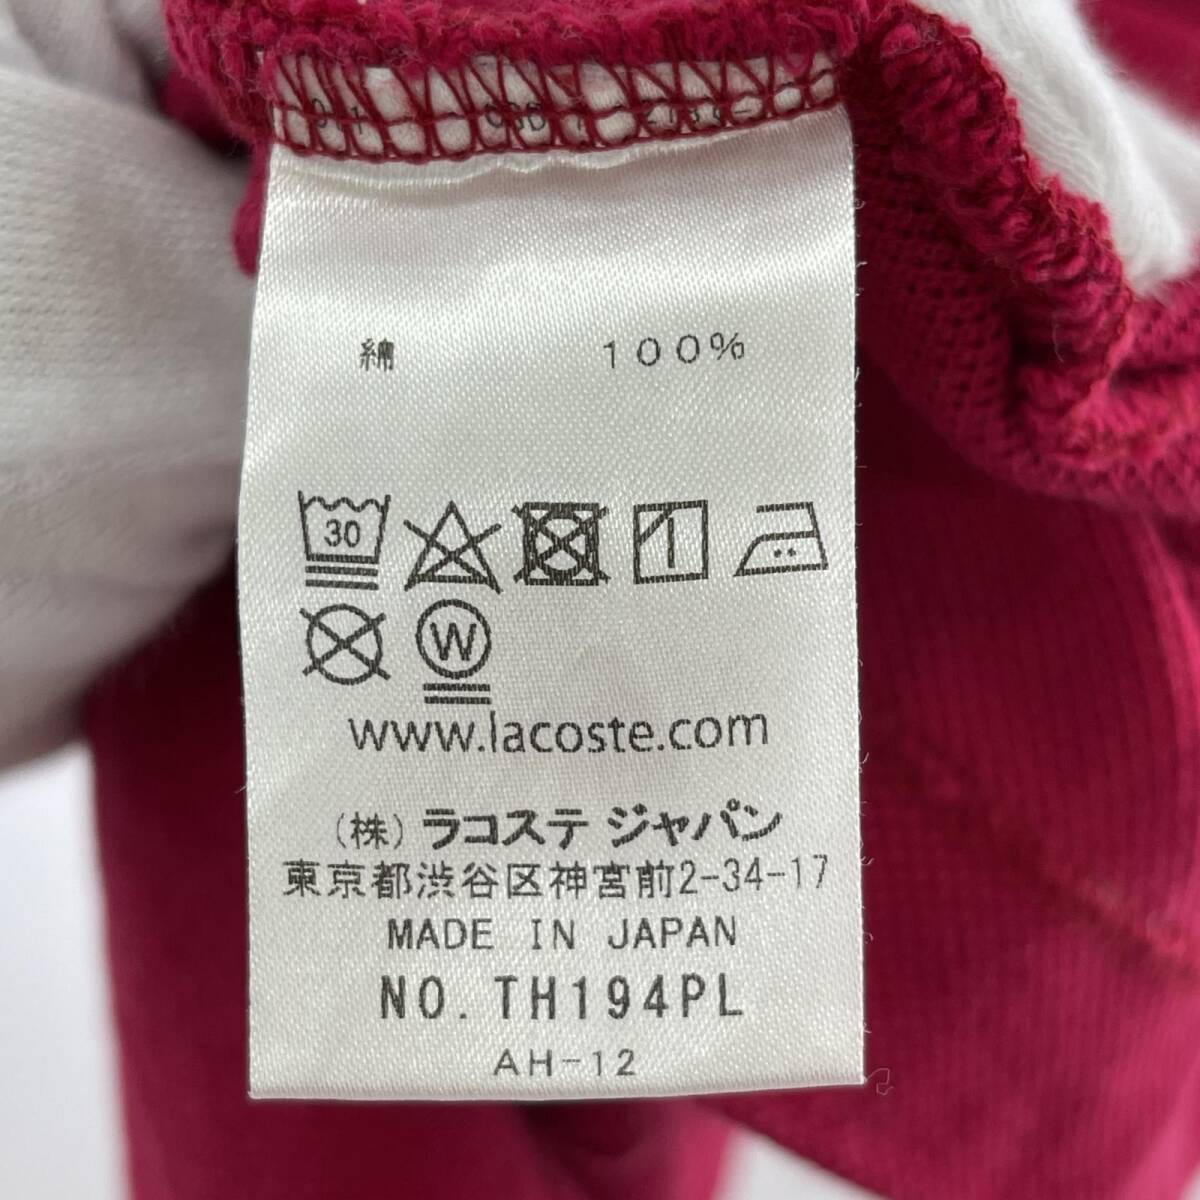 綿 100%
30
W
www.lacoste.com
(株) ラコステ ジャパン
東京都渋谷区神宮前2-34-17
MADE IN JAPAN
NO. TH194PL
AH-12